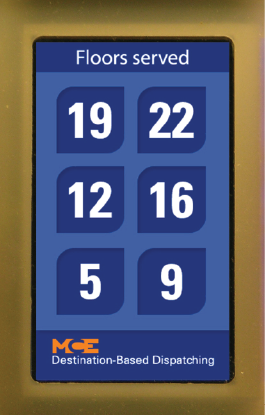 Floors served
19 22
12 16
5 9
MCE
Destination-Based Dispatching